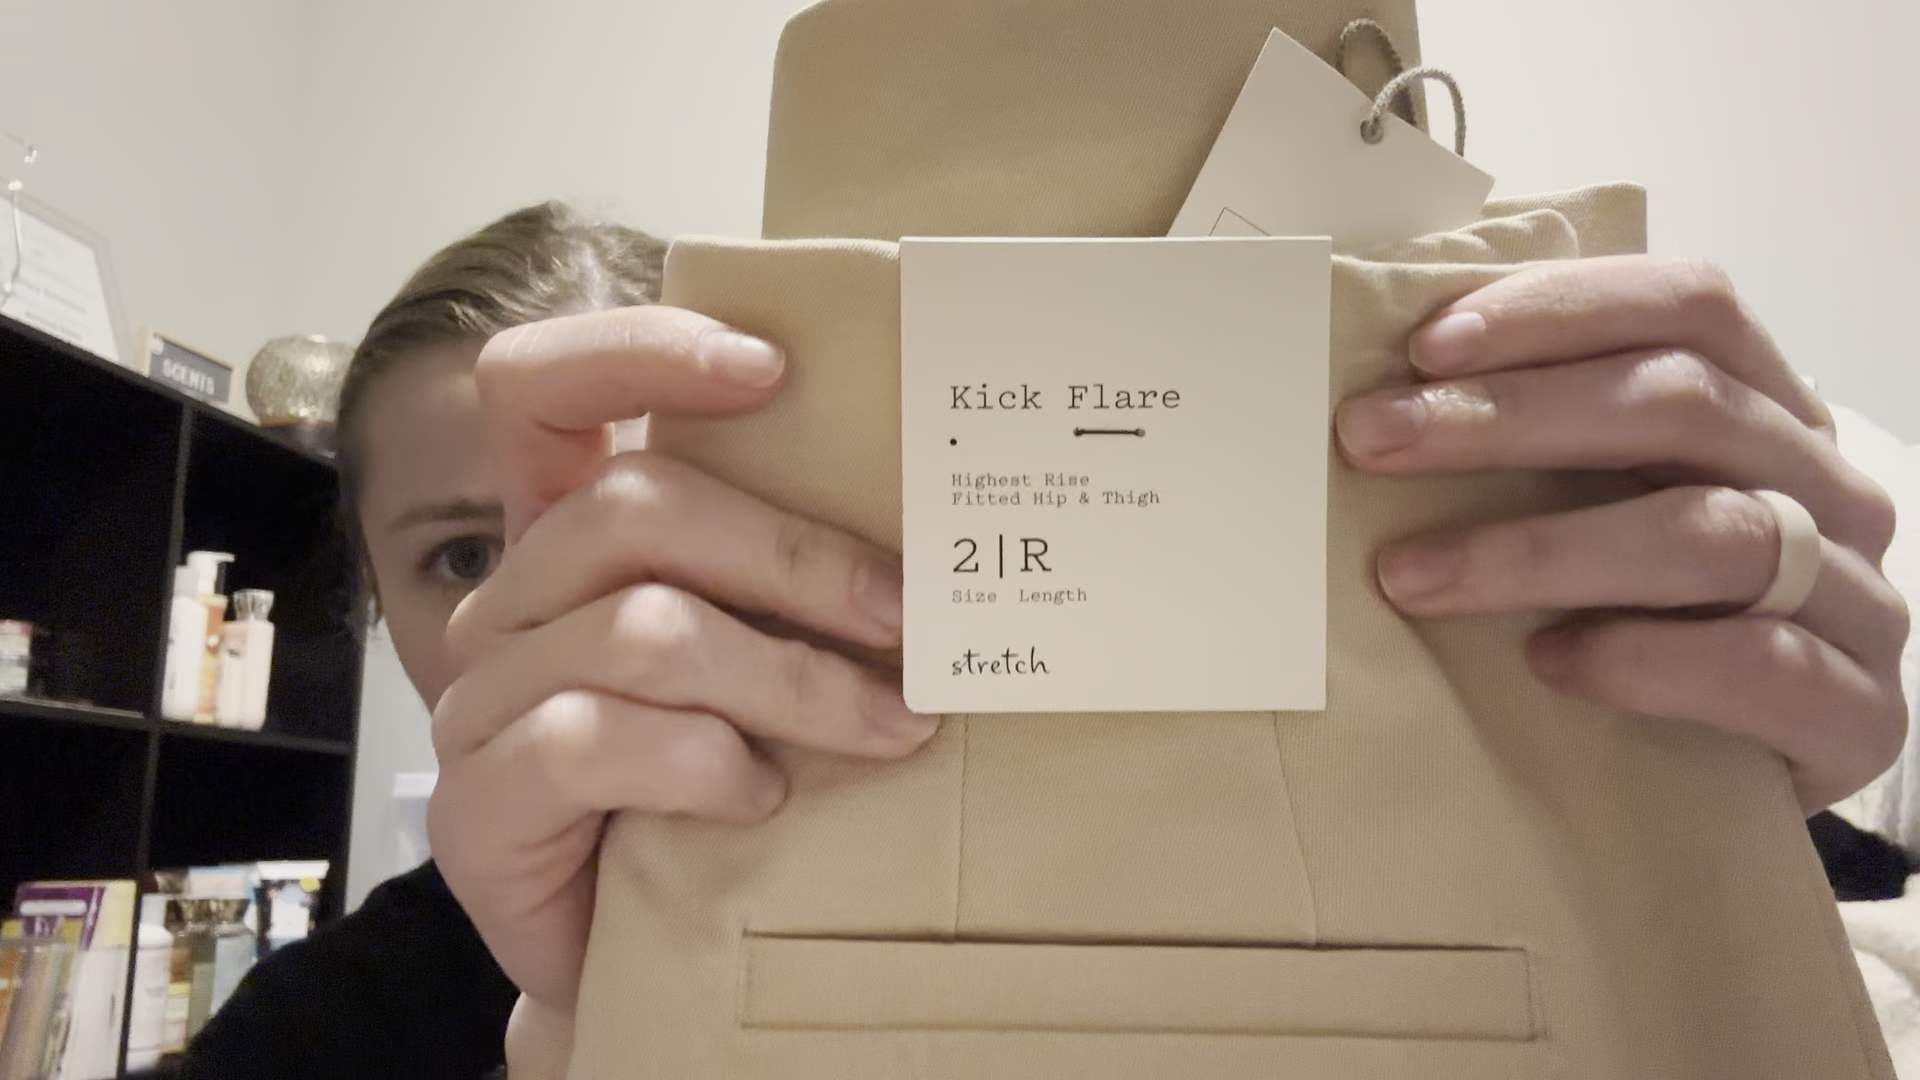 SCENTS
Kick Flare
Highest Rise
Fitted Hip & Thigh
2|R
Size Length
stretch